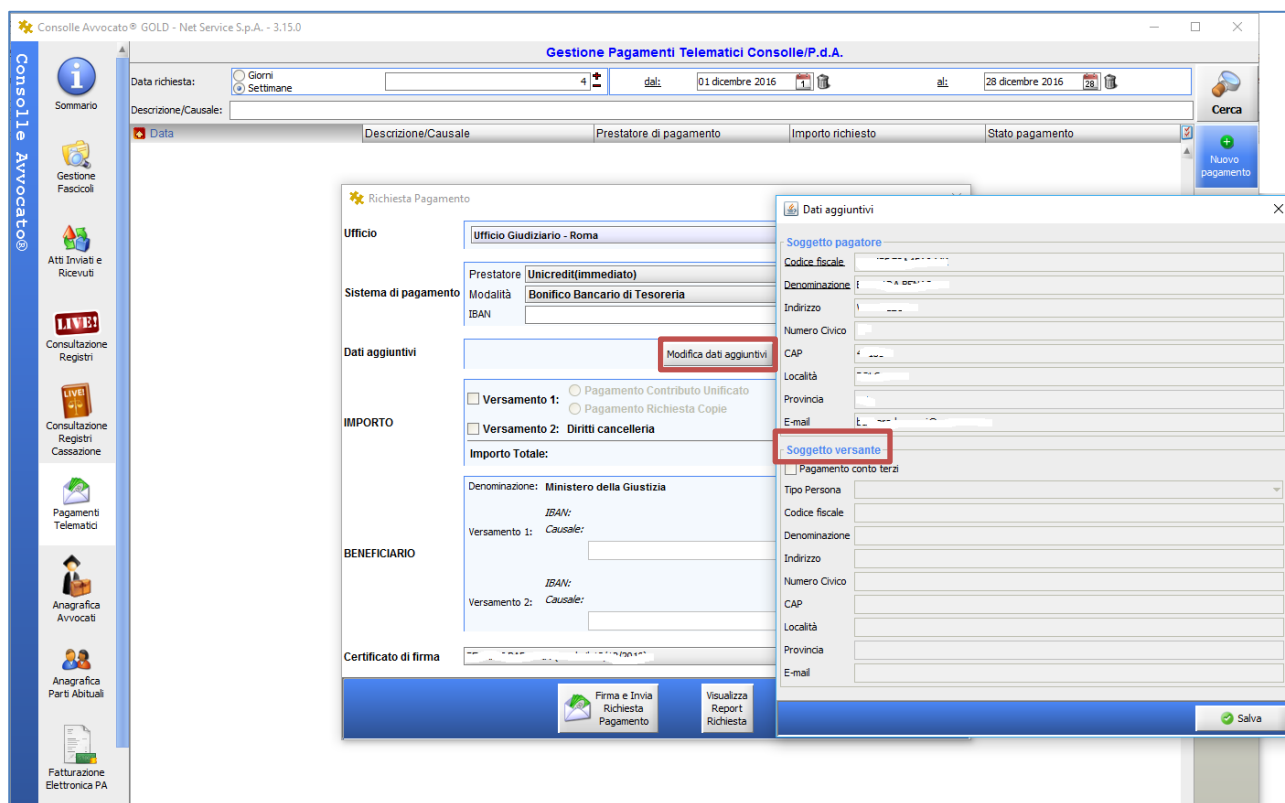 Consolle Avvocato® GOLD - Net Service S.p.A. - 3.15.0
Consolle Avvocato®
Sommario
Gestione
Fascicoli
Atti Inviati e
Ricevuti
LIVE!
Consultazione
Registri
LIVE!
Consultazione
Registri
Cassazione
Pagamenti
Telematici
Anagrafica
Avvocati
Anagrafica
Parti Abituali
Fatturazione
Elettronica PA
Gestione Pagamenti Telematici Consolle/P.d.A.
Data richiesta: Giorni
Settimane 4 dal: 01 dicembre 2016 1 al: 28 dicembre 2016 28
Descrizione/Causale:
Cerca
Data Descrizione/Causale Prestatore di pagamento Importo richiesto Stato pagamento
Nuovo
pagamento
Richiesta Pagamento
Ufficio Ufficio Giudiziario - Roma
Sistema di pagamento
Prestatore Unicredit(immediato)
Modalità Bonifico Bancario di Tesoreria
IBAN
Dati aggiuntivi Modifica dati aggiuntivi
IMPORTO
Versamento 1: Pagamento Contributo Unificato
Pagamento Richiesta Copie
Versamento 2: Diritti cancelleria
Importo Totale:
BENEFICIARIO
Denominazione: Ministero della Giustizia
IBAN:
Versamento 1: Causale:
IBAN:
Versamento 2: Causale:
Certificato di firma
Firma e Invia
Richiesta
Pagamento
Visualizza
Report
Richiesta
Dati aggiuntivi
Soggetto pagatore
Codice fiscale
Denominazione
Indirizzo
Numero Civico
CAP
Località
Provincia
E-mail
Soggetto versante
Pagamento conto terzi
Tipo Persona
Codice fiscale
Denominazione
Indirizzo
Numero Civico
CAP
Località
Provincia
E-mail
Salva